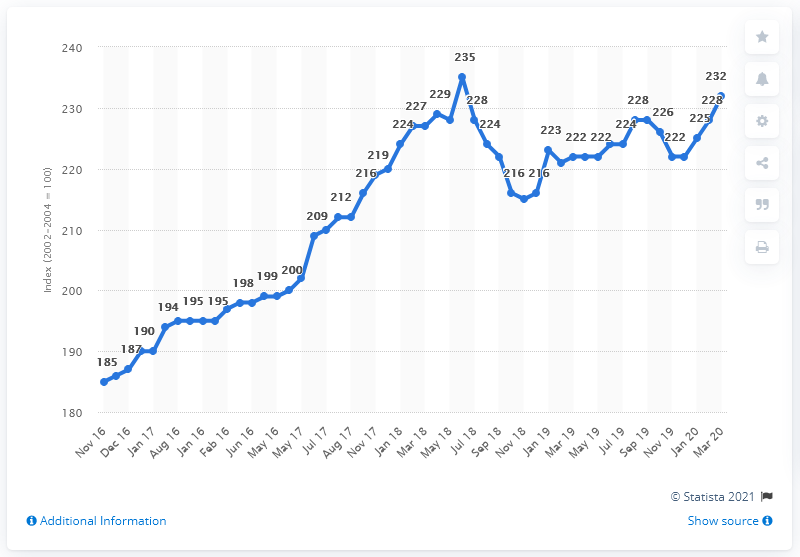 240
230
220
210
200
190
180
Index (2002-2004 = 100)
185
187
190
194
195
195
198
199
200
209
212
216
219
224
227
229
235
228
224
216
216
223
222
222
224
228
226
222
225
228
232
Nov 16
Dec 16
Jan 17
Aug 16
Jan 16
Feb 16
Jun 16
May 16
May 17
Jul 17
Aug 17
Nov 17
Jan 18
Mar 18
May 18
Jul 18
Sep 18
Nov 18
Jan 19
Mar 19
May 19
Jul 19
Sep 19
Nov 19
Jan 20
Mar 20
© Statista 2021
Additional Information
Show source